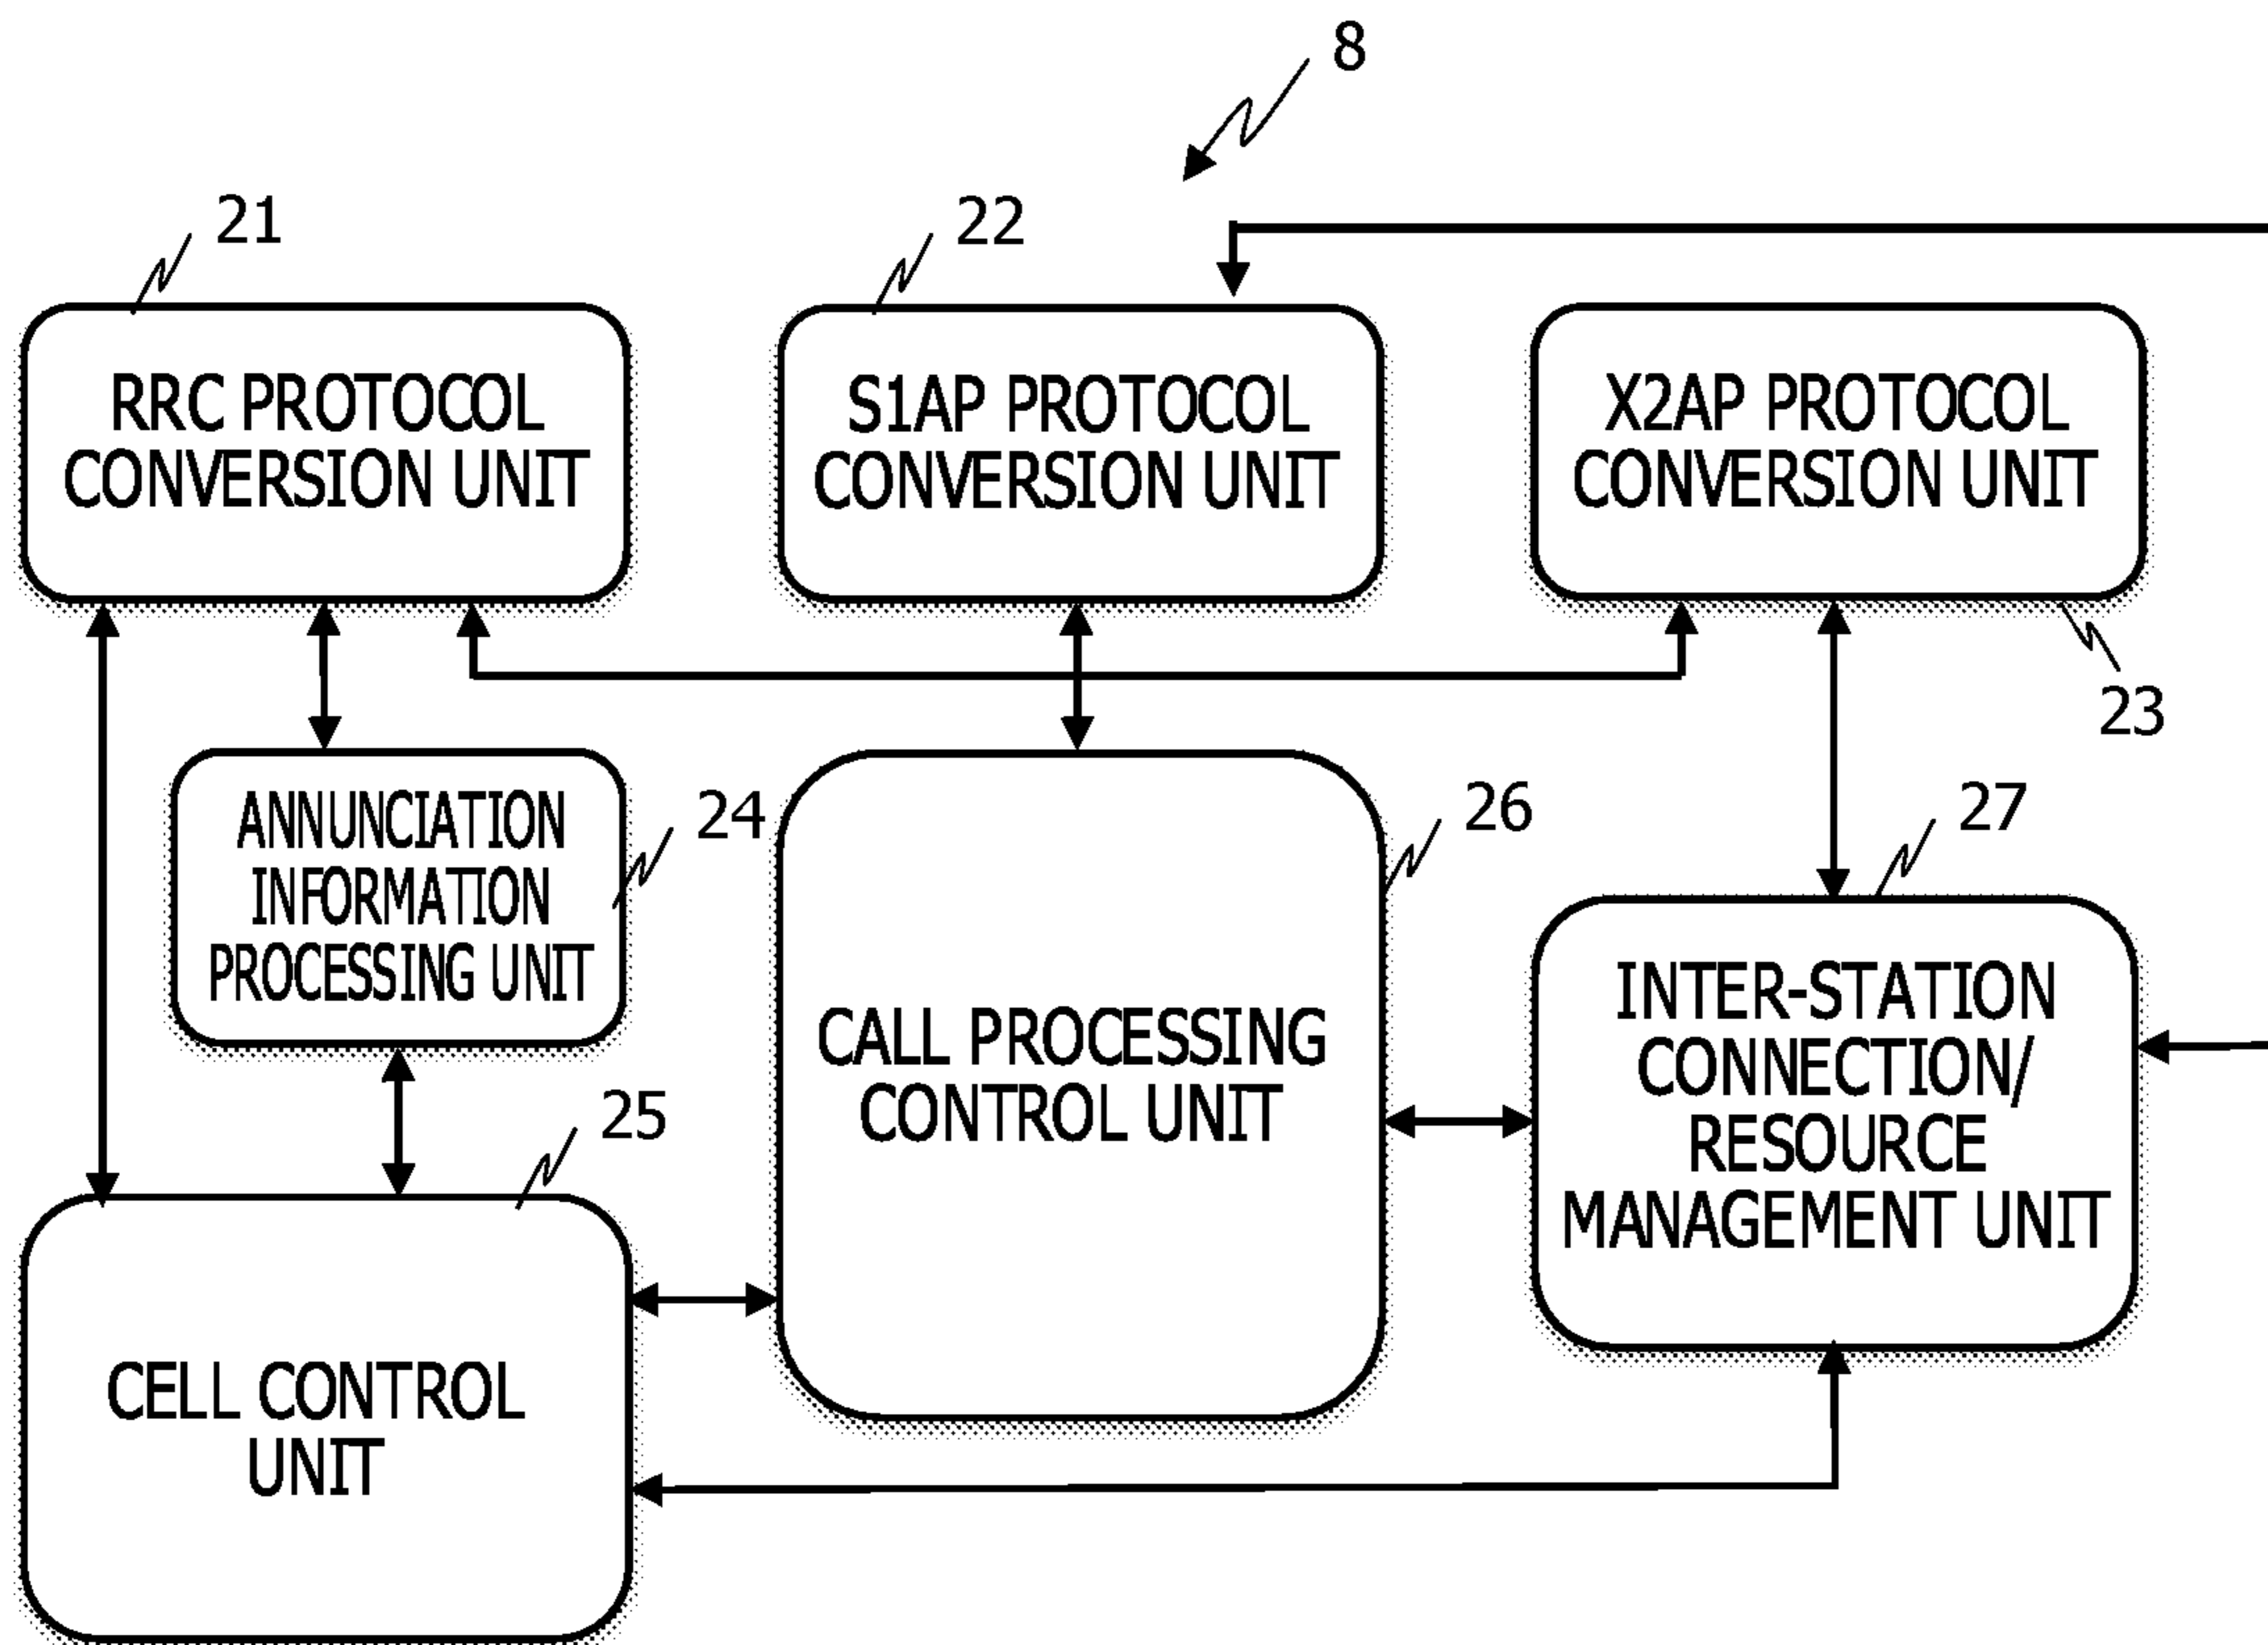 8
21
22
RRC PROTOCOL
CONVERSION UNIT
S1AP PROTOCOL
CONVERSION UNIT
X2AP PROTOCOL
CONVERSION UNIT
23
ANNUNCIATION
INFORMATION
PROCESSING UNIT
24
26
27
CALL PROCESSING
CONTROL UNIT
INTER-STATION
CONNECTION/
RESOURCE
MANAGEMENT UNIT
25
CELL CONTROL
UNIT